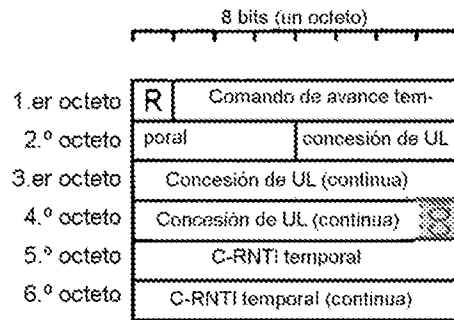 8 bits (un octeto)
1.er octeto R Comando de avance tem-
2.º octeto poral concesión de UL
3.er octeto Concesión de UL (continua)
4.º octeto Concesión de UL (continua)
5.º octeto C-RNTI temporal
6.º octeto C-RNTI temporal (continua)